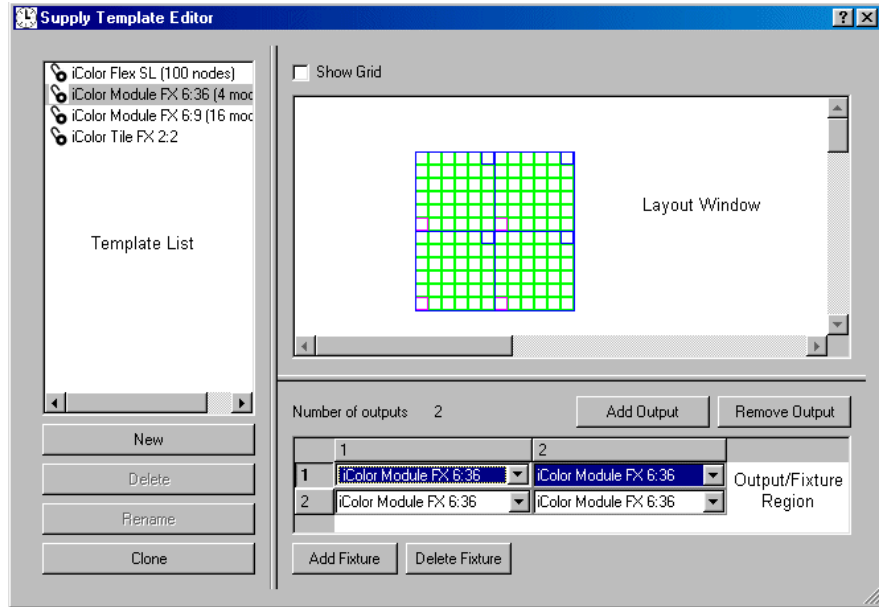 Supply Template Editor
iColor Flex SL (100 nodes)
iColor Module FX 6:36 (4 moc
iColor Module FX 6:9 (16 moc
iColor Tile FX 2:2
Template List
New
Delete
Rename
Clone
Show Grid
Layout Window
Number of outputs 2
Add Output
Remove Output
1 2
1 iColor Module FX 6:36 iColor Module FX 6:36
2 iColor Module FX 6:36 iColor Module FX 6:36
Output/Fixture
Region
Add Fixture
Delete Fixture